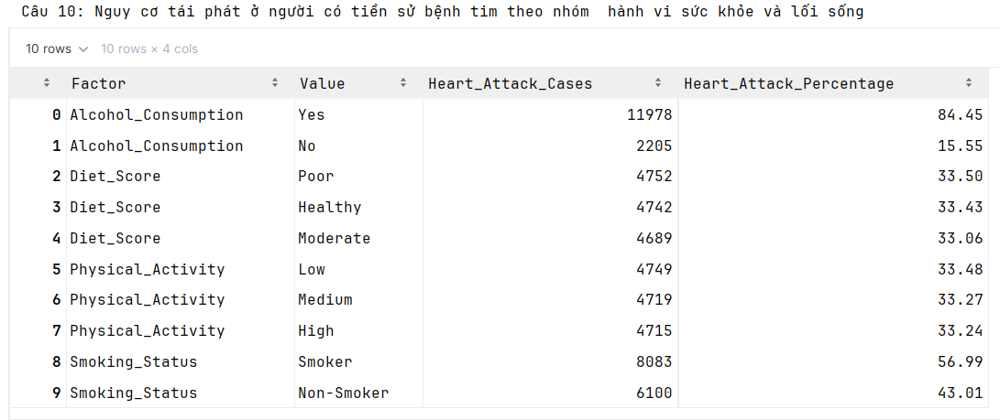 Câu 10: Nguy cơ tái phát ở người có tiền sử bệnh tim theo nhóm  hành vi sức khỏe và lối sống
10 rows 10 rows × 4 cols
Factor Value Heart_Attack_Cases Heart_Attack_Percentage
0 Alcohol_Consumption Yes 11978 84.45
1 Alcohol_Consumption No 2205 15.55
2 Diet_Score Poor 4752 33.50
3 Diet_Score Healthy 4742 33.43
4 Diet_Score Moderate 4689 33.06
5 Physical_Activity Low 4749 33.48
6 Physical_Activity Medium 4719 33.27
7 Physical_Activity High 4715 33.24
8 Smoking_Status Smoker 8083 56.99
9 Smoking_Status Non-Smoker 6100 43.01